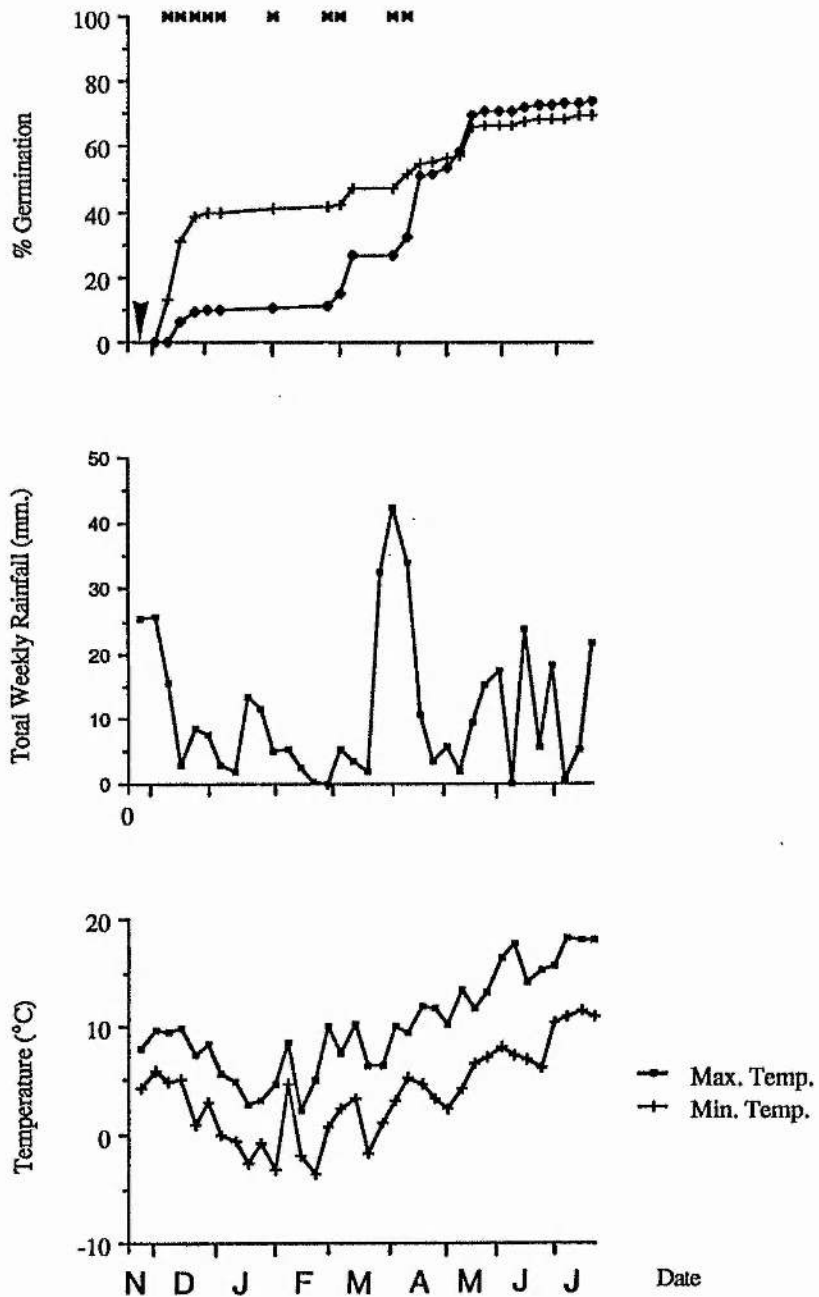 100
80
60
40
20
0
% Germination
50
40
30
20
10
0
0
Total Weekly Rainfall (mm.)
20
10
0
-10
Temperature (°C)
Max. Temp.
Min. Temp.
N D J F M A M J J Date